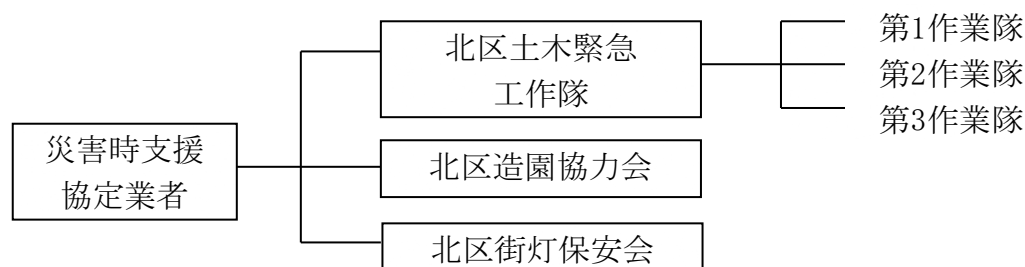 北区土木緊急
工作隊
第1作業隊
第2作業隊
第3作業隊
災害時支援
協定業者
北区造園協力会
北区街灯保安会